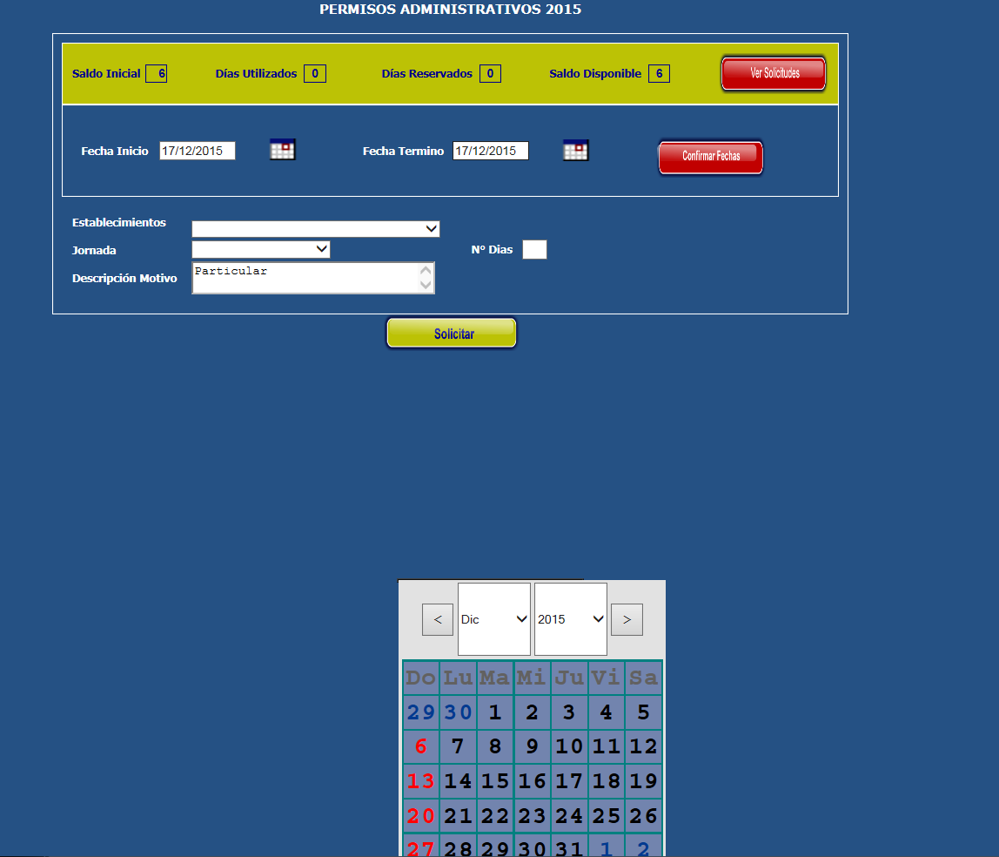 PERMISOS ADMINISTRATIVOS 2015
Saldo Inicial 6 Días Utilizados 0 Días Reservados 0 Saldo Disponible 6 Ver Solicitudes
Fecha Inicio 17/12/2015 Fecha Termino 17/12/2015 Confirmar Fechas
Establecimientos
Jornada Nº Dias
Descripción Motivo Particular
Solicitar
< Dic 2015 >
Do Lu Ma Mi Ju Vi Sa
29 30 1 2 3 4 5
6 7 8 9 10 11 12
13 14 15 16 17 18 19
20 21 22 23 24 25 26
27 28 29 30 31 1 2